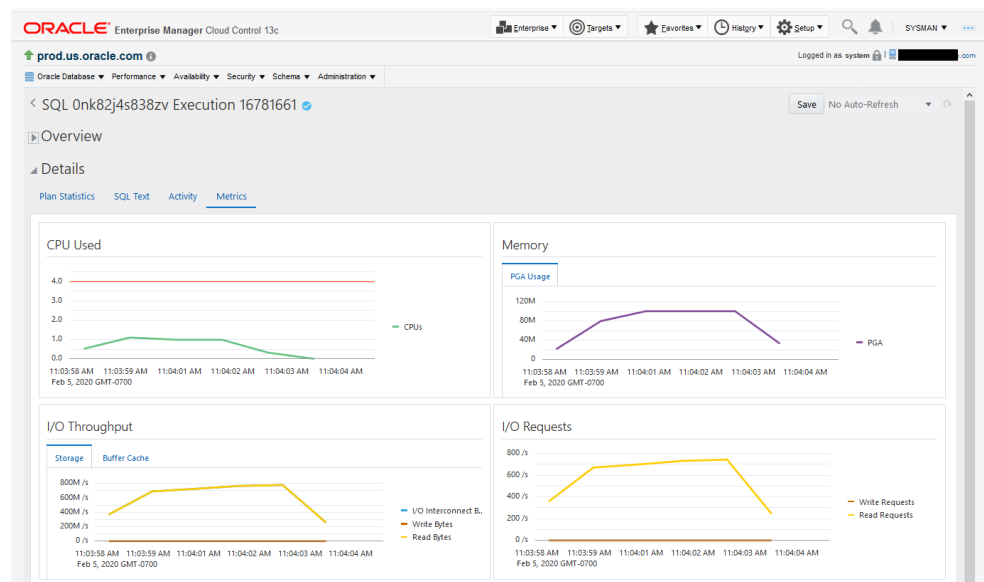 ORACLE Enterprise Manager Cloud Control 13c
Enterprise Targets Favorites History Setup SYSMAN
prod.us.oracle.com
Logged in as system .com
Oracle Database Performance Availability Security Schema Administration
SQL 0nk82j4s838zv Execution 16781661
Save No Auto-Refresh
Overview
Details
Plan Statistics SQL Text Activity Metrics
CPU Used
4.0
3.0
2.0
1.0
0.0
CPUs
11:03:58 AM 11:03:59 AM 11:04:01 AM 11:04:02 AM 11:04:03 AM 11:04:04 AM
Feb 5, 2020 GMT-0700
Memory
PGA Usage
120M
80M
40M
0
PGA
11:03:58 AM 11:03:59 AM 11:04:01 AM 11:04:02 AM 11:04:03 AM 11:04:04 AM
Feb 5, 2020 GMT-0700
I/O Throughput
Storage Buffer Cache
800M /s
600M /s
400M /s
200M /s
0 /s
I/O Interconnect B..
Write Bytes
Read Bytes
11:03:58 AM 11:03:59 AM 11:04:01 AM 11:04:02 AM 11:04:03 AM 11:04:04 AM
Feb 5, 2020 GMT-0700
I/O Requests
800 /s
600 /s
400 /s
200 /s
0 /s
Write Requests
Read Requests
11:03:58 AM 11:03:59 AM 11:04:01 AM 11:04:02 AM 11:04:03 AM 11:04:04 AM
Feb 5, 2020 GMT-0700